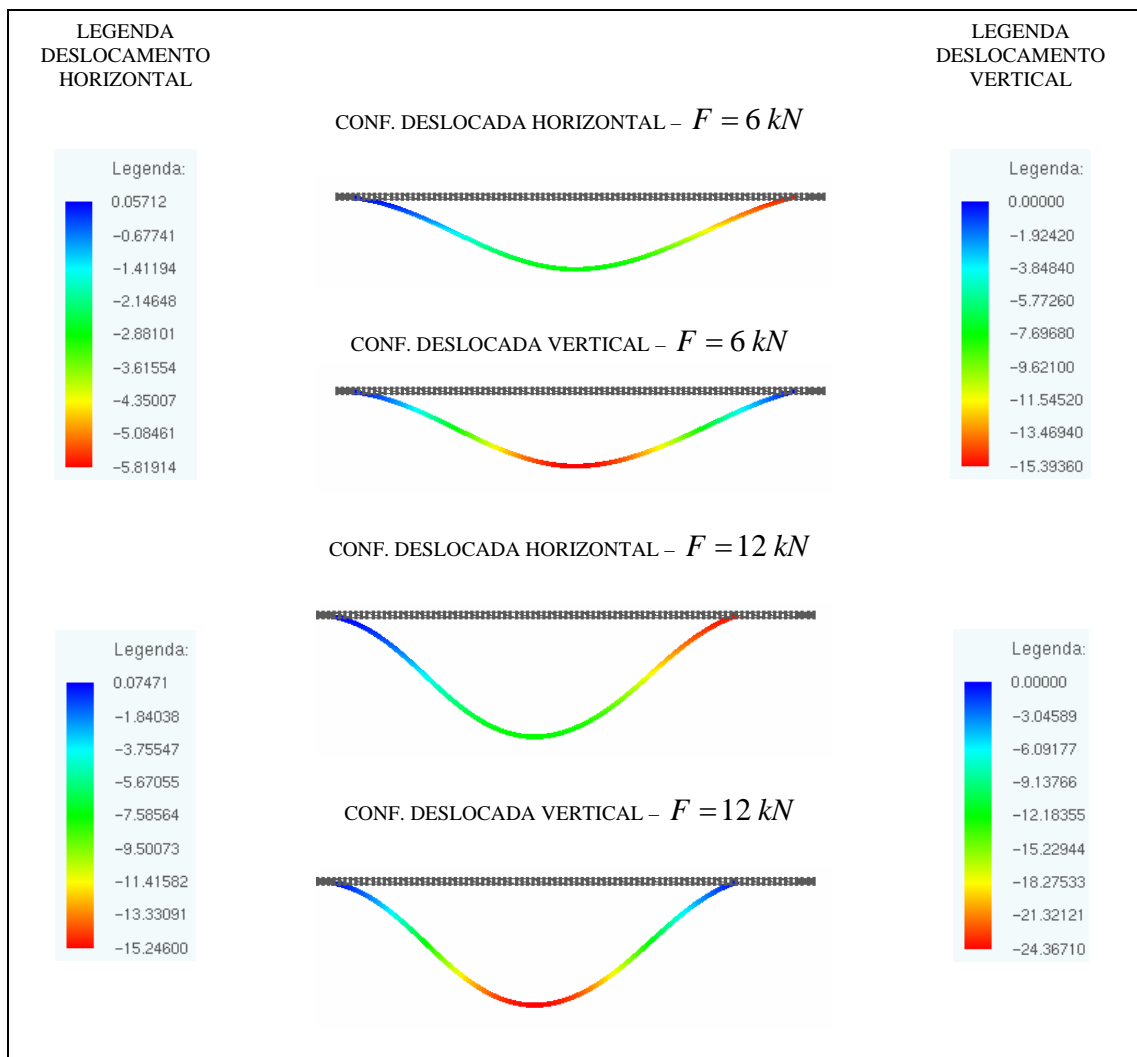 LEGENDA
DESLOCAMENTO
HORIZONTAL
LEGENDA
DESLOCAMENTO
VERTICAL
CONF. DESLOCADA HORIZONTAL – F = 6 kN
Legenda:
0.05712
-0.67741
-1.41194
-2.14648
-2.88101
-3.61554
-4.35007
-5.08461
-5.81914
Legenda:
0.00000
-1.92420
-3.84840
-5.77260
-7.69680
-9.62100
-11.54520
-13.46940
-15.39360
CONF. DESLOCADA VERTICAL – F = 6 kN
CONF. DESLOCADA HORIZONTAL – F = 12 kN
Legenda:
0.07471
-1.84038
-3.75547
-5.67055
-7.58564
-9.50073
-11.41582
-13.33091
-15.24600
Legenda:
0.00000
-3.04589
-6.09177
-9.13766
-12.18355
-15.22944
-18.27533
-21.32121
-24.36710
CONF. DESLOCADA VERTICAL – F = 12 kN